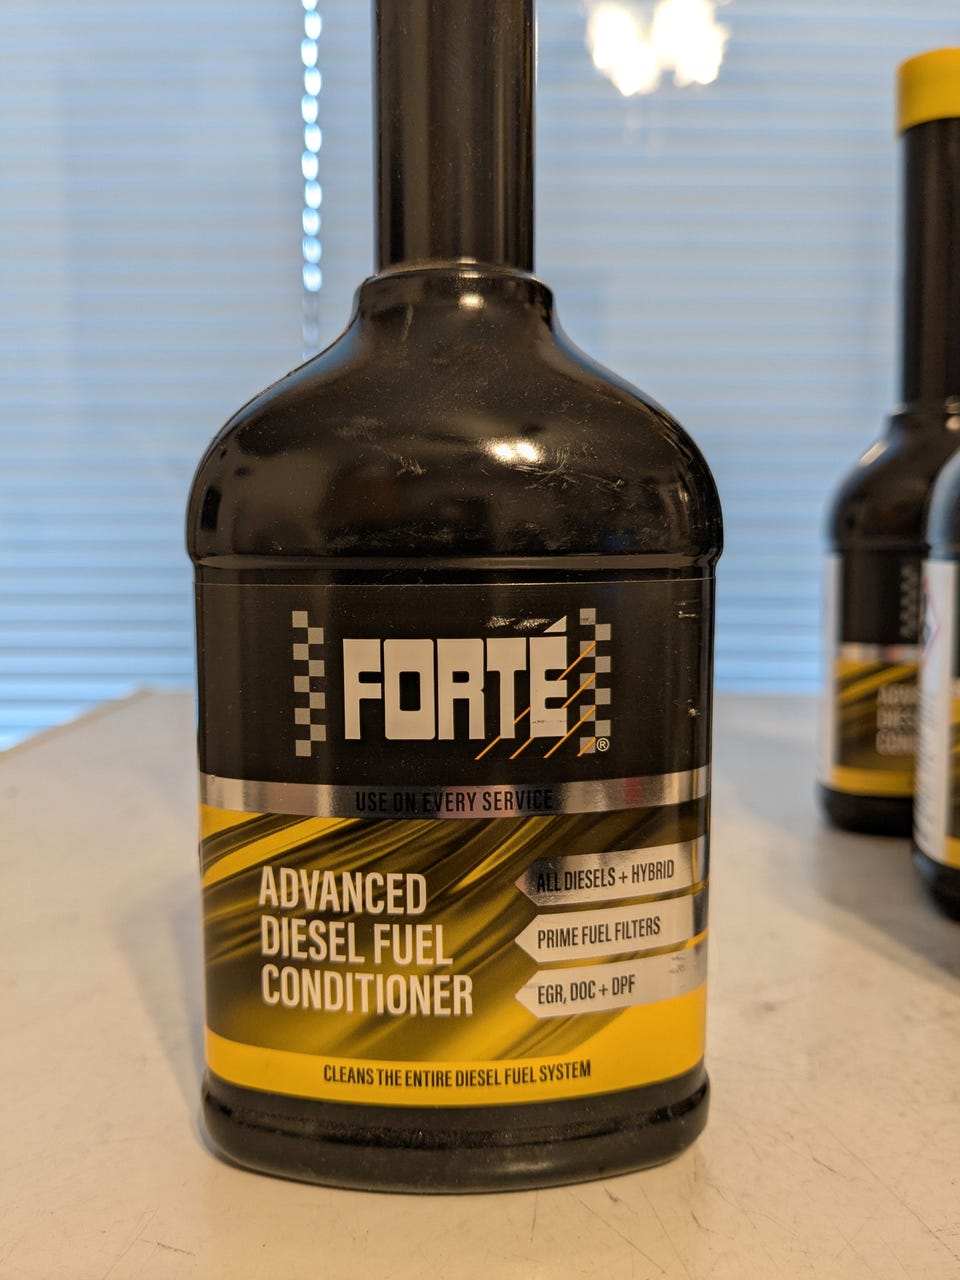 FORTÉ
®
USE ON EVERY SERVICE
ADVANCED
DIESEL FUEL
CONDITIONER
ALL DIESELS + HYBRID
PRIME FUEL FILTERS
EGR, DOC + DPF
CLEANS THE ENTIRE DIESEL FUEL SYSTEM